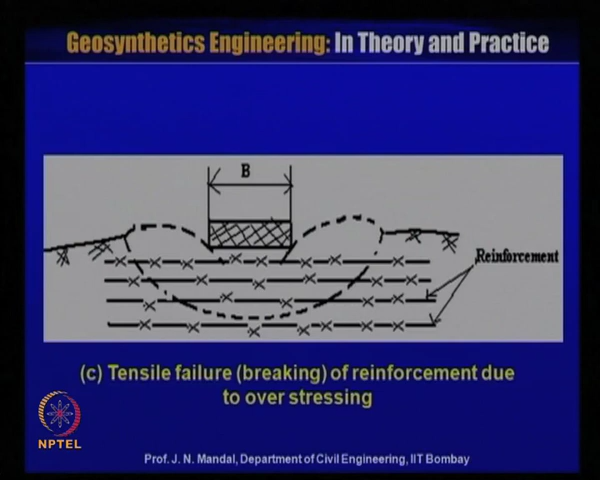 Geosynthetics Engineering: In Theory and Practice
B
Reinforcement
(c) Tensile failure (breaking) of reinforcement due
to over stressing
NPTEL
Prof. J. N. Mandal, Department of Civil Engineering, IIT Bombay